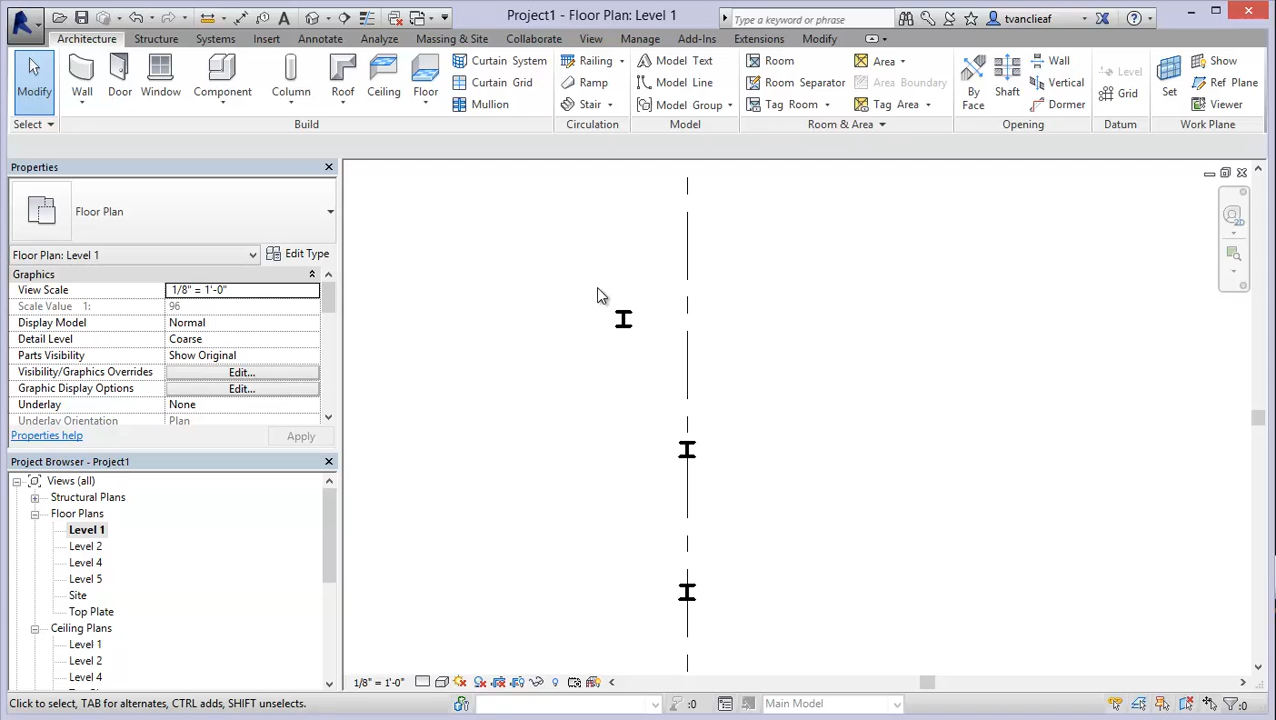 Project1 - Floor Plan: Level 1
Type a keyword or phrase
tvanclieaf
Architecture Structure Systems Insert Annotate Analyze Massing & Site Collaborate View Manage Add-Ins Extensions Modify
Modify
Wall
Door
Window
Component
Column
Roof
Ceiling
Floor
Curtain System
Curtain Grid
Mullion
Railing
Ramp
Stair
Model Text
Model Line
Model Group
Room
Room Separator
Tag Room
Area
Area Boundary
Tag Area
By Face
Shaft
Wall
Vertical
Dormer
Level
Grid
Set
Show
Ref Plane
Viewer
Select Build Circulation Model Room & Area Opening Datum Work Plane
Properties
Floor Plan
Floor Plan: Level 1
Edit Type
Graphics
View Scale 1/8" = 1'-0"
Scale Value 1: 96
Display Model Normal
Detail Level Coarse
Parts Visibility Show Original
Visibility/Graphics Overrides Edit...
Graphic Display Options Edit...
Underlay None
Underlay Orientation Plan
Properties help Apply
Project Browser - Project1
Views (all)
Structural Plans
Floor Plans
Level 1
Level 2
Level 4
Level 5
Site
Top Plate
Ceiling Plans
Level 1
Level 2
Level 4
2D
1/8" = 1'-0"
Click to select, TAB for alternates, CTRL adds, SHIFT unselects.
:0
Main Model
:0